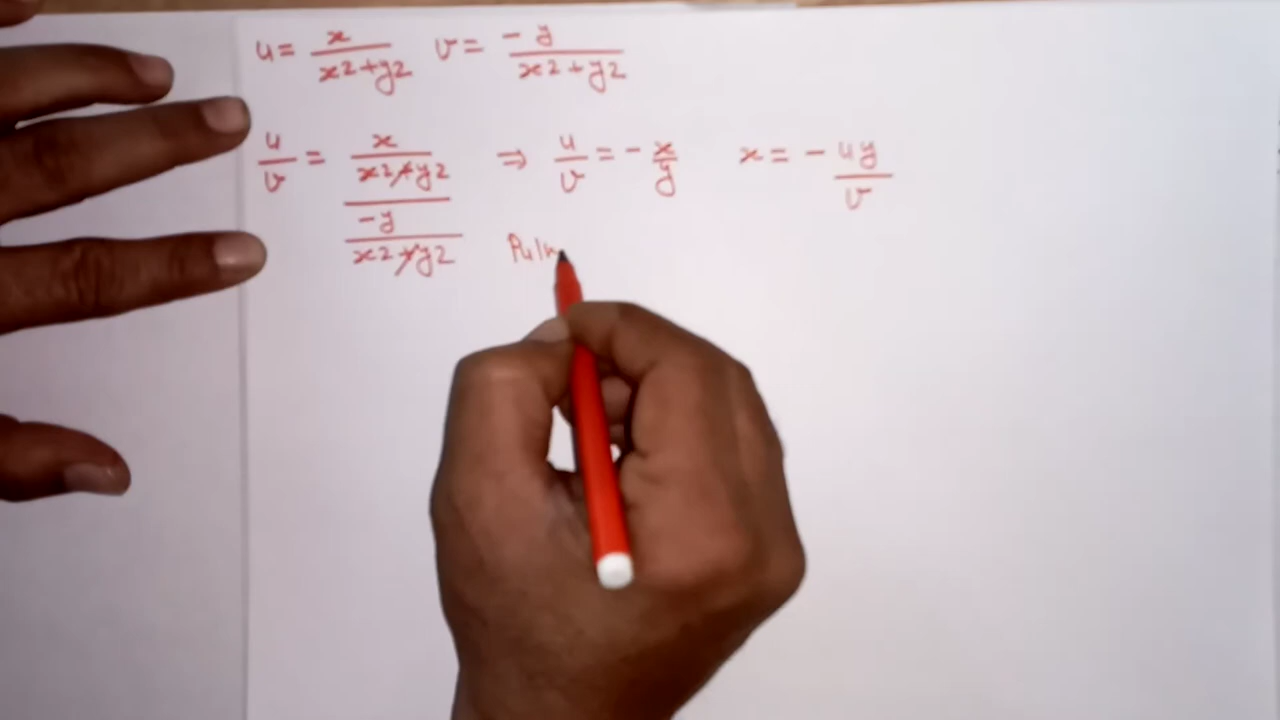 u = x/(x2+y2) v = -y/(x2+y2)
u/v = (x/(x2+y2))/(-y/(x2+y2)) ⇒ u/v = -x/y x = -uy/v